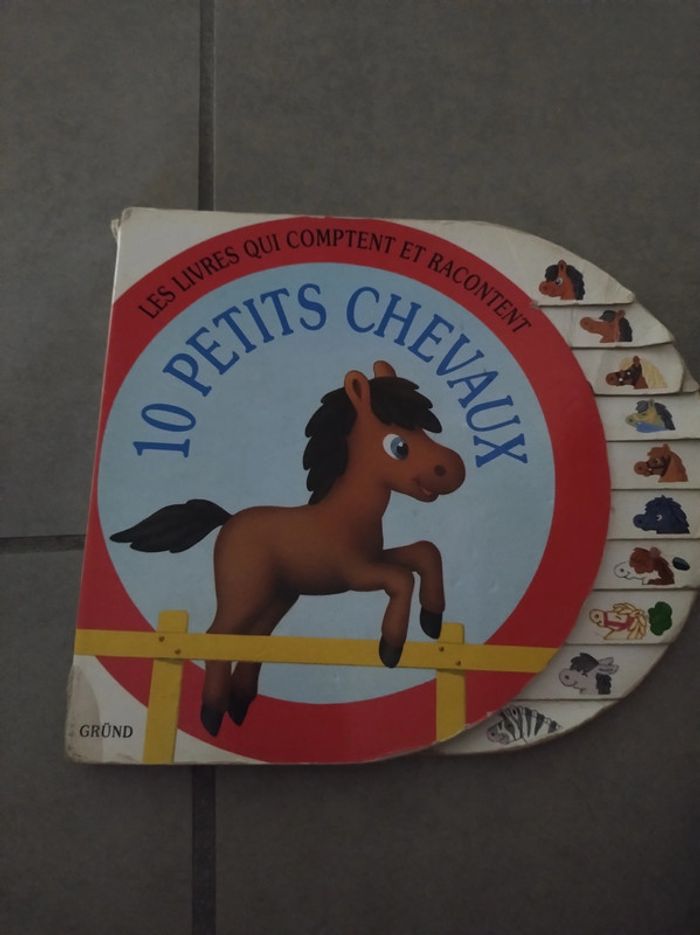 LES LIVRES QUI COMPTENT ET RACONTENT
10 PETITS CHEVAUX
GRÜND